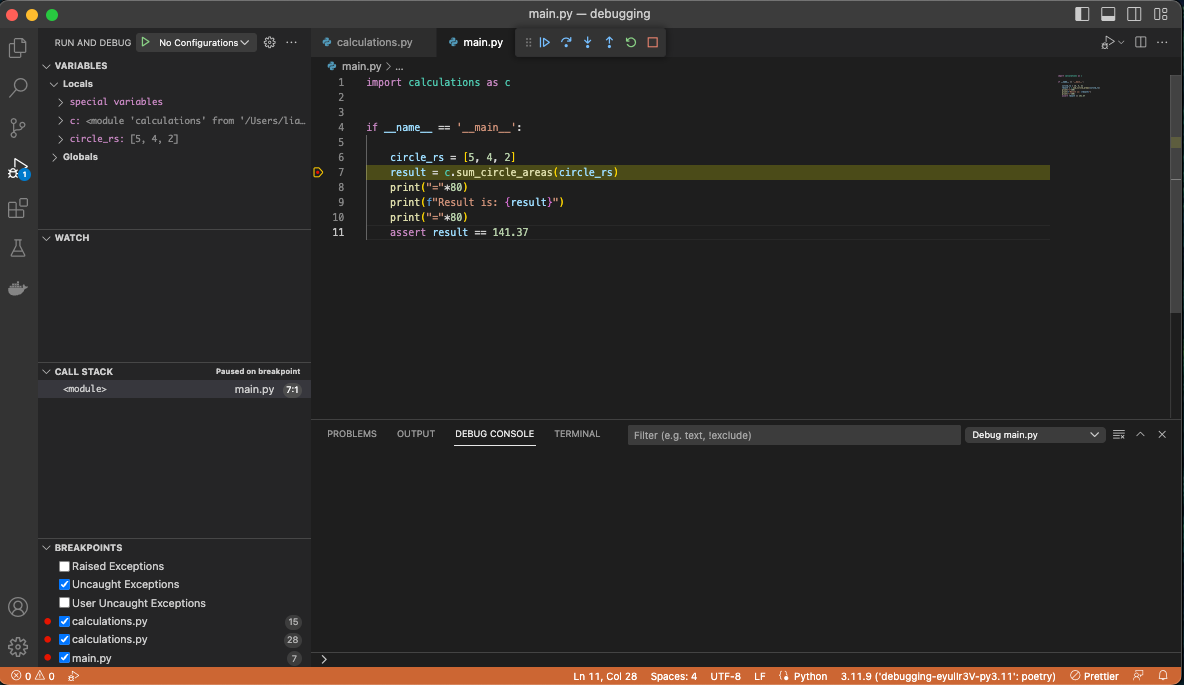 main.py — debugging
RUN AND DEBUG
No Configurations
calculations.py
main.py
main.py > ...
VARIABLES
Locals
special variables
c: <module 'calculations' from '/Users/lia…
circle_rs: [5, 4, 2]
Globals
WATCH
CALL STACK
Paused on breakpoint
<module>
main.py
7:1
BREAKPOINTS
Raised Exceptions
Uncaught Exceptions
User Uncaught Exceptions
calculations.py 15
calculations.py 28
main.py 7
1
1 import calculations as c
2
3
4 if __name__ == '__main__':
5
6 circle_rs = [5, 4, 2]
7 result = c.sum_circle_areas(circle_rs)
8 print("="*80)
9 print(f"Result is: {result}")
10 print("="*80)
11 assert result == 141.37
PROBLEMS
OUTPUT
DEBUG CONSOLE
TERMINAL
Filter (e.g. text, !exclude)
Debug main.py
>
0 0
Ln 11, Col 28
Spaces: 4
UTF-8
LF
Python
3.11.9 ('debugging-eyuIlr3V-py3.11': poetry)
Prettier